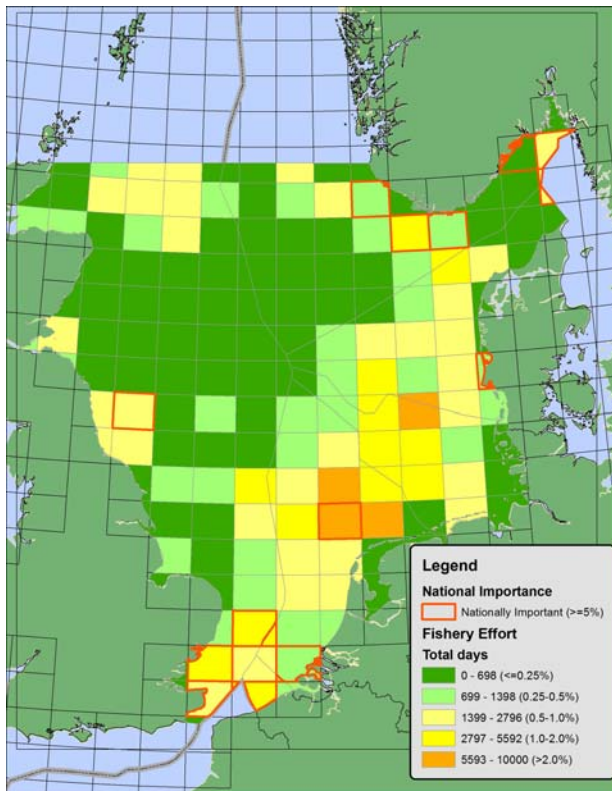 Legend
National Importance
Nationally Important (>=5%)
Fishery Effort
Total days
0 - 698 (<=0.25%)
699 - 1398 (0.25-0.5%)
1399 - 2796 (0.5-1.0%)
2797 - 5592 (1.0-2.0%)
5593 - 10000 (>2.0%)